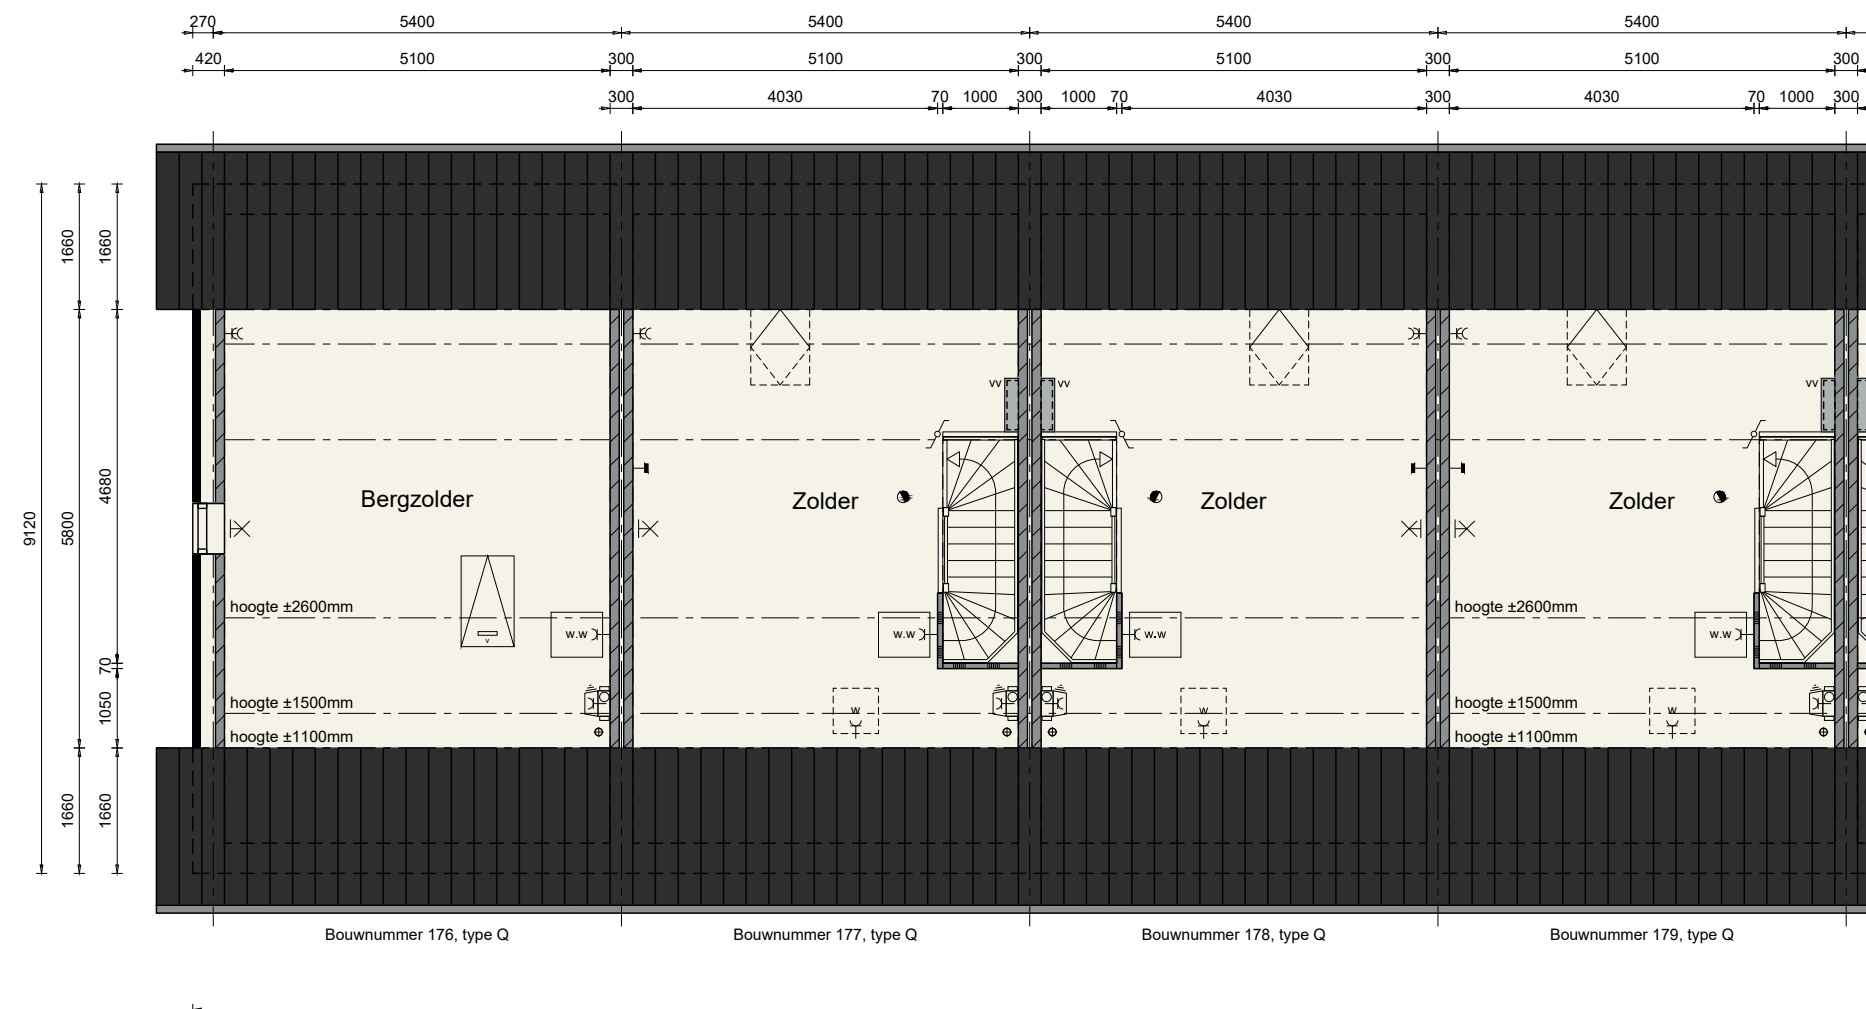 270 5400 5400 5400 5400
420 5100 300 5100 300 5100 300 5100 300
300 4030 70 1000 300 1000 70 4030 300 4030 70 1000 300
1660 1660
vv vv vv
9120 5800 4680
Bergzolder Zolder Zolder Zolder
hoogte ±2600mm hoogte ±2600mm
v w.w w.w w.w w.w
70
1050
hoogte ±1500mm hoogte ±1500mm
w w w
hoogte ±1100mm hoogte ±1100mm
1660 1660
Bouwnummer 176, type Q Bouwnummer 177, type Q Bouwnummer 178, type Q Bouwnummer 179, type Q